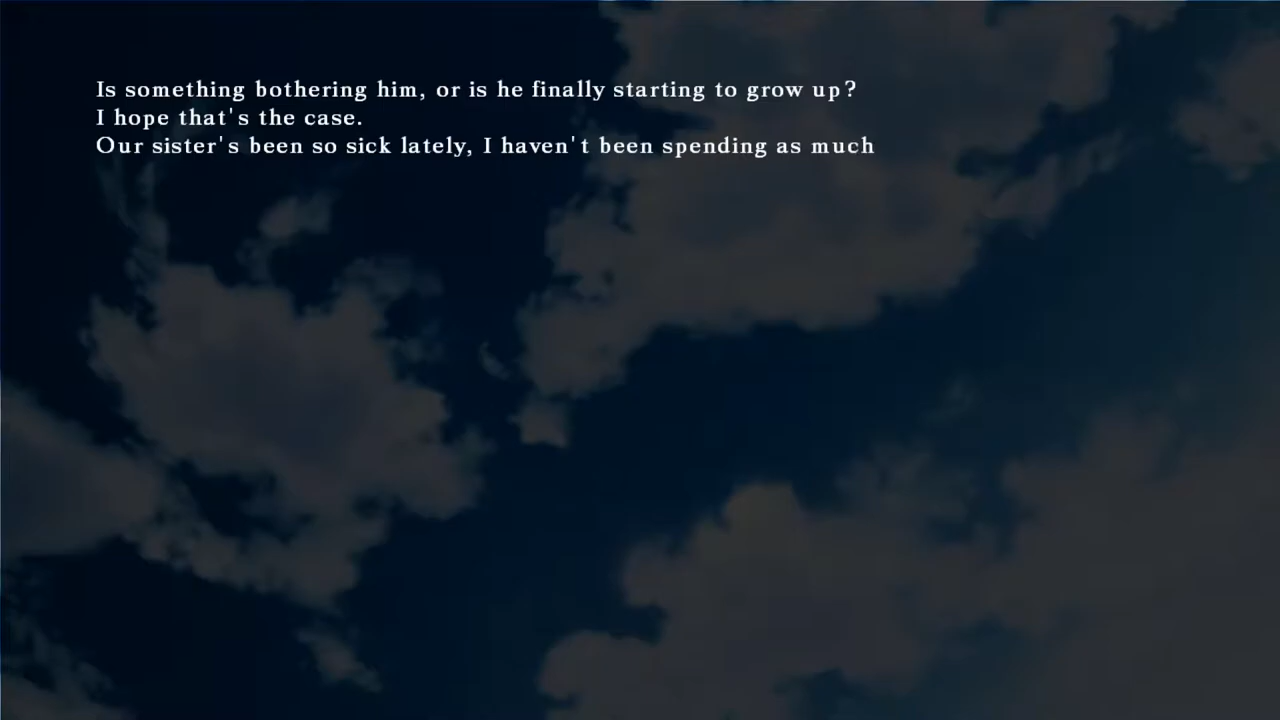 Is something bothering him, or is he finally starting to grow up?
I hope that's the case.
Our sister's been so sick lately, I haven't been spending as much